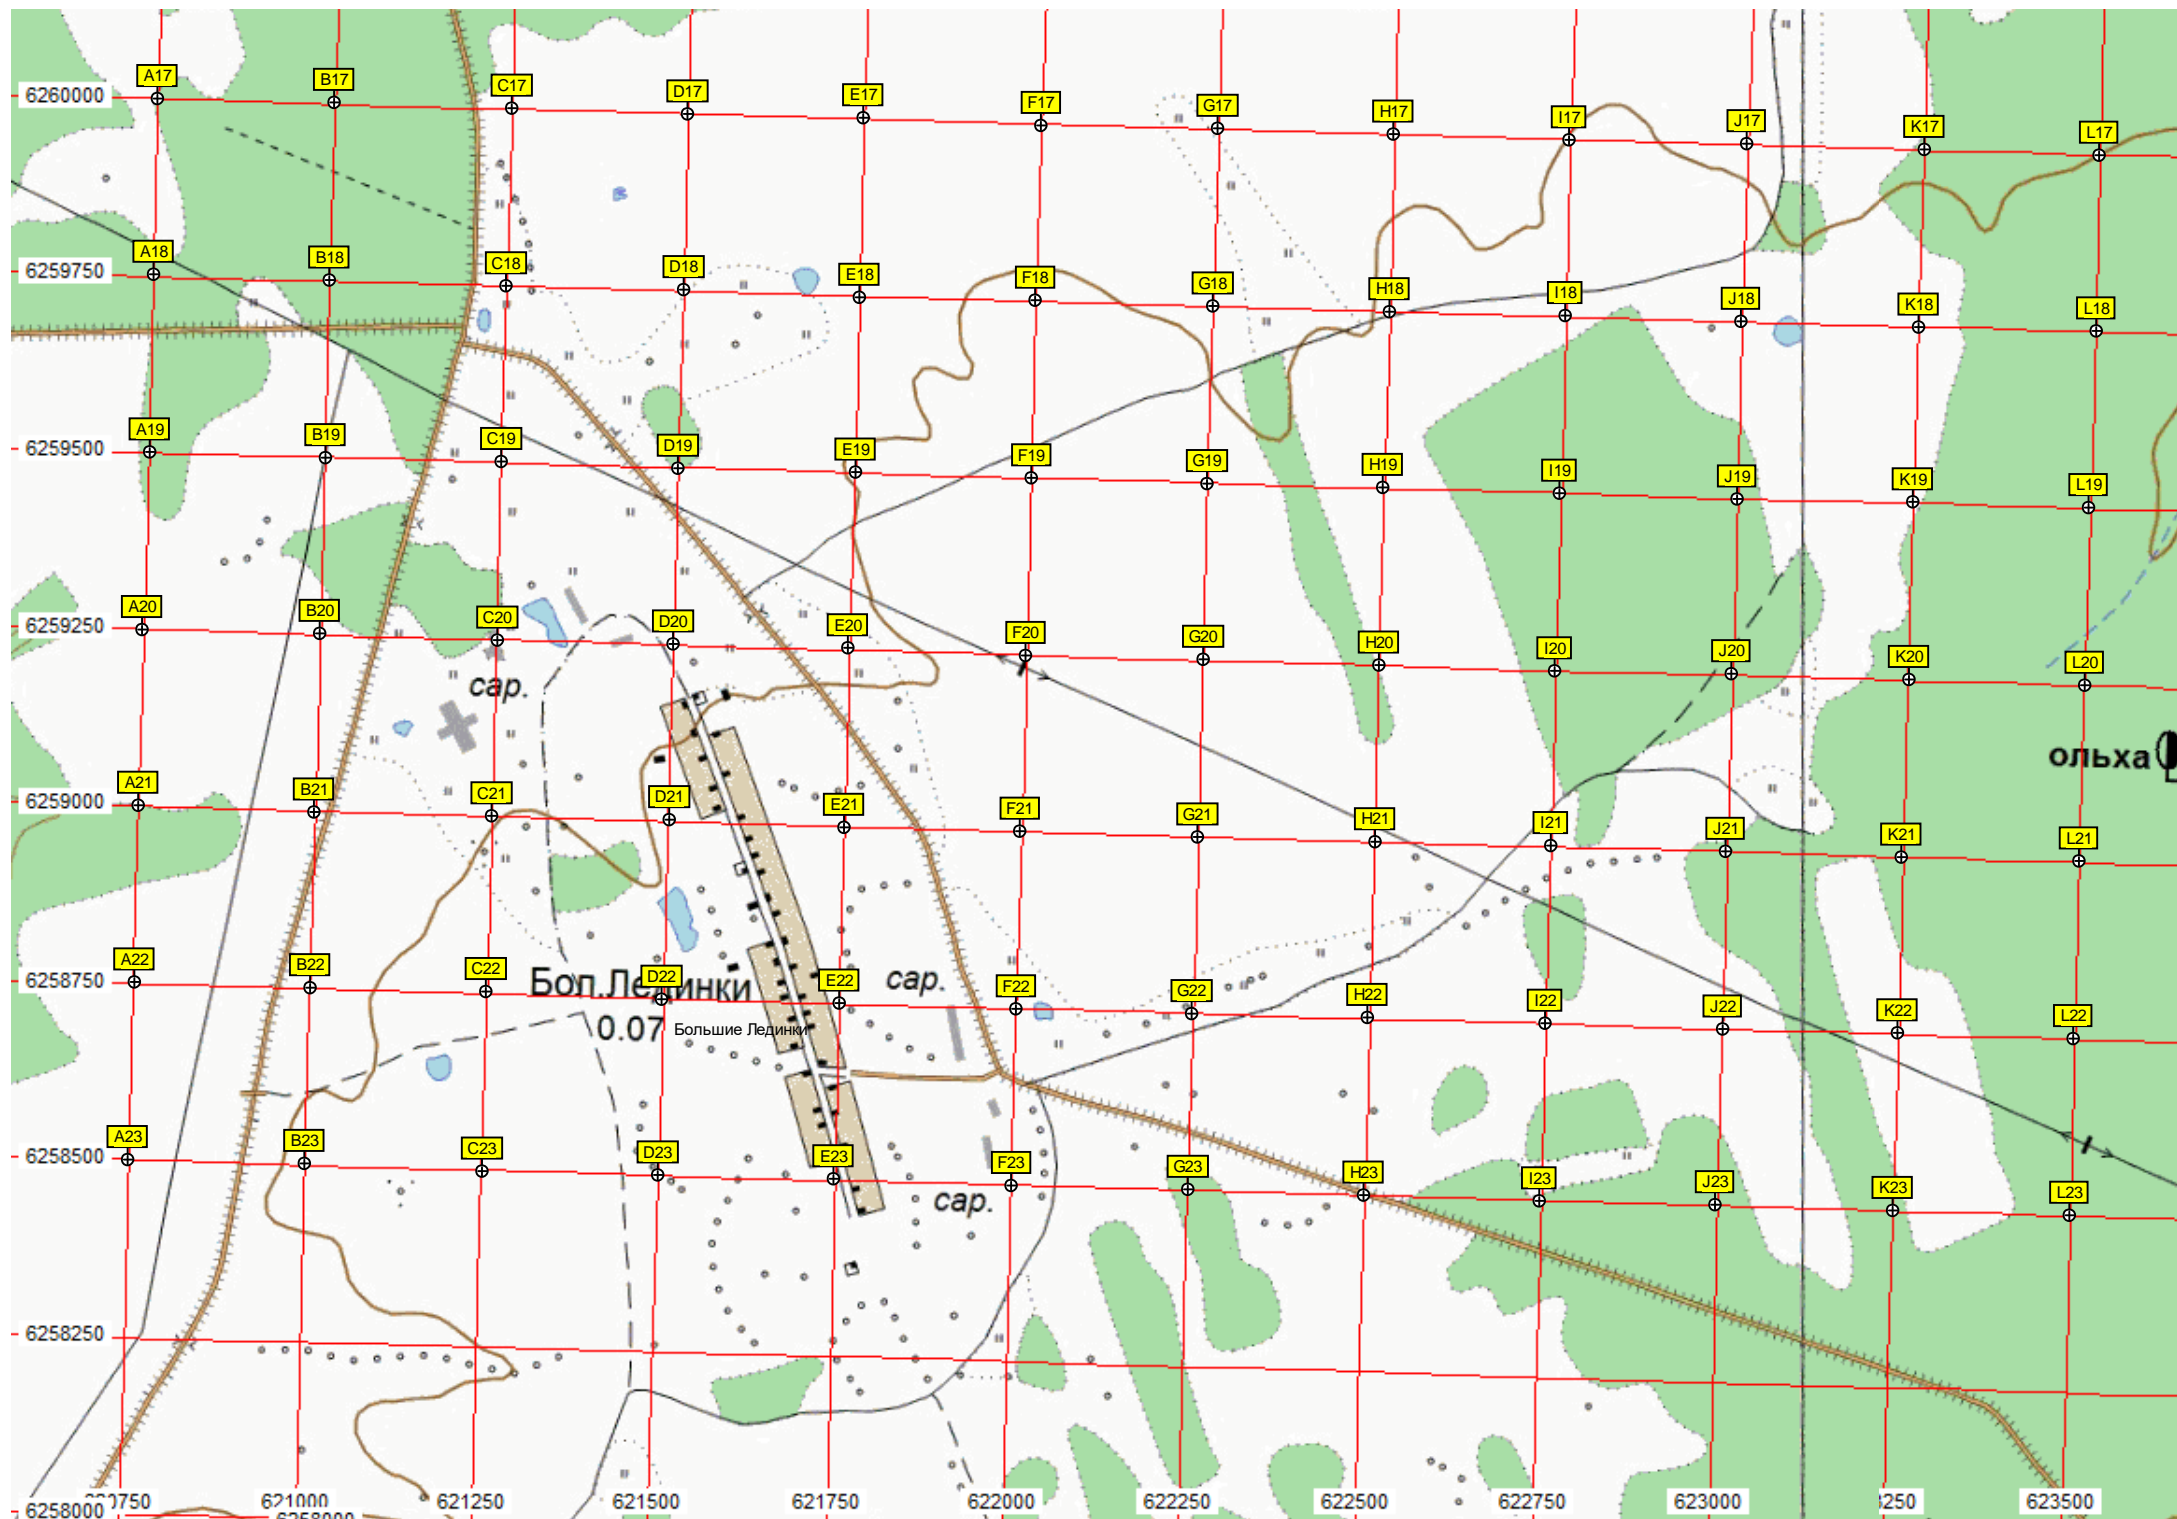 A17 B17 C17 D17 E17 F17 G17 H17 I17 J17 K17 L17
6260000
A18 B18 C18 D18 E18 F18 G18 H18 I18 J18 K18 L18
6259750
A19 B19 C19 D19 E19 F19 G19 H19 I19 J19 K19 L19
6259500
A20 B20 C20 D20 E20 F20 G20 H20 I20 J20 K20 L20
6259250
сар.
ольха
A21 B21 C21 D21 E21 F21 G21 H21 I21 J21 K21 L21
6259000
A22 B22 C22 D22 E22 F22 G22 H22 I22 J22 K22 L22
6258750
Бол.Лединки
сар.
0.07
Большие Лединки
A23 B23 C23 D23 E23 F23 G23 H23 I23 J23 K23 L23
6258500
сар.
6258250
6258000
621000 621250 621500 621750 622000 622250 622500 622750 623000 623500
6258000